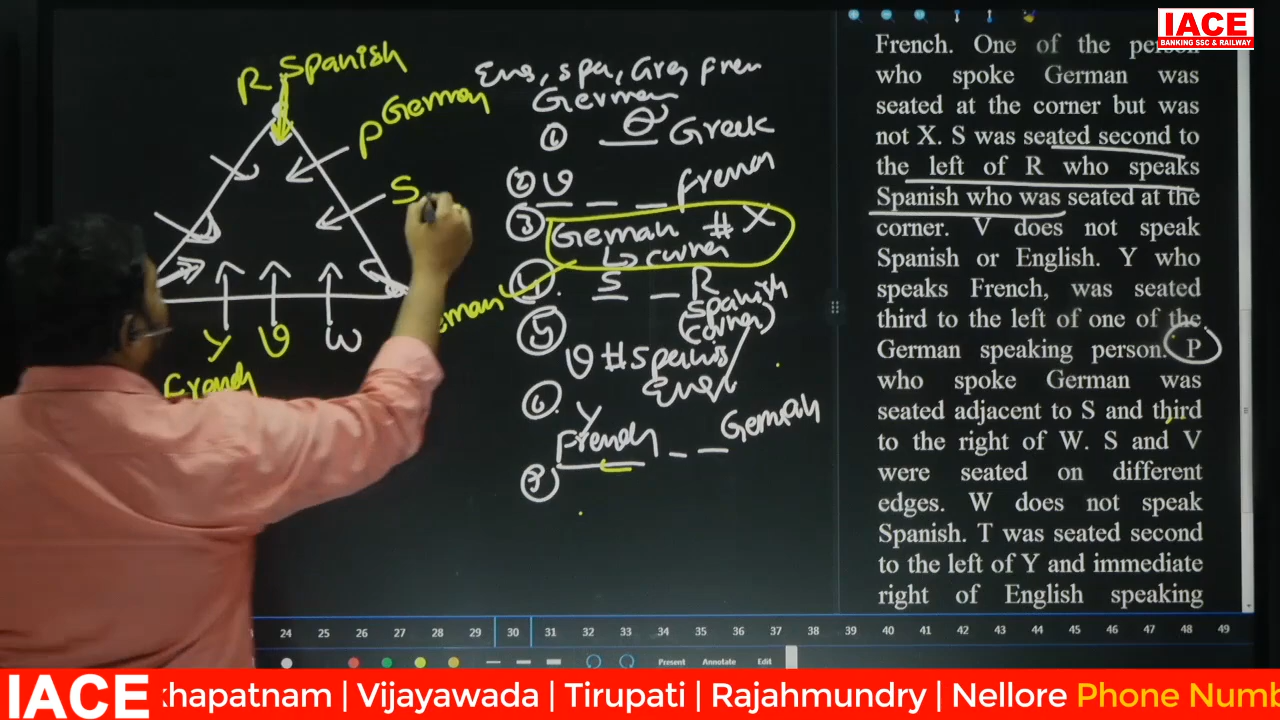 IACE
BANKING SSC & RAILWAY
R Spanish
P German
S
Eng, spa, Gre, fren
German
① Q Greek
② V
french
③ German # X
↳ corner
④. S _ R
(Spanish
corner)
⑤ V # Spanis
Engl
⑥. Y
French _ _ German
Y V W
French
French. One of the person
who spoke German was
seated at the corner but was
not X. S was seated second to
the left of R who speaks
Spanish who was seated at the
corner. V does not speak
Spanish or English. Y who
speaks French, was seated
third to the left of one of the
German speaking person. P
who spoke German was
seated adjacent to S and third
to the right of W. S and V
were seated on different
edges. W does not speak
Spanish. T was seated second
to the left of Y and immediate
right of English speaking
24 25 26 27 28 29 30 31 32 33 34 35 36 37 38 39 40 41 42 43 44 45 46 47 48 49
Present Annotate Edit
IACE
khapatnam | Vijayawada | Tirupati | Rajahmundry | Nellore Phone Numb